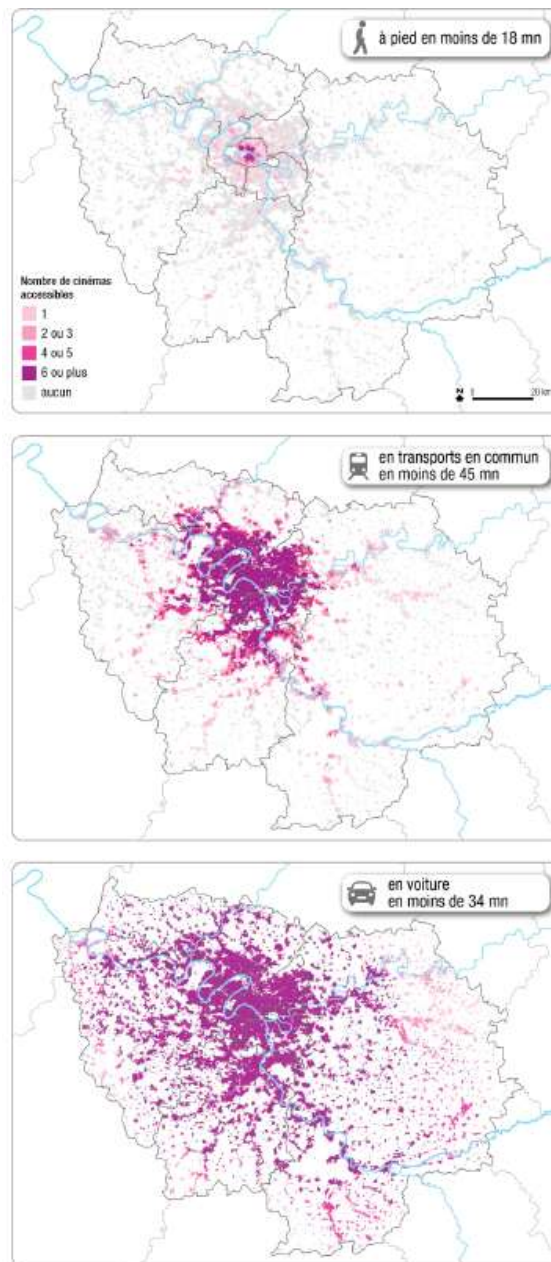 à pied en moins de 18 mn
Nombre de cinémas
accessibles
1
2 ou 3
4 ou 5
6 ou plus
aucun
N
0
20 km
en transports en commun
en moins de 45 mn
en voiture
en moins de 34 mn